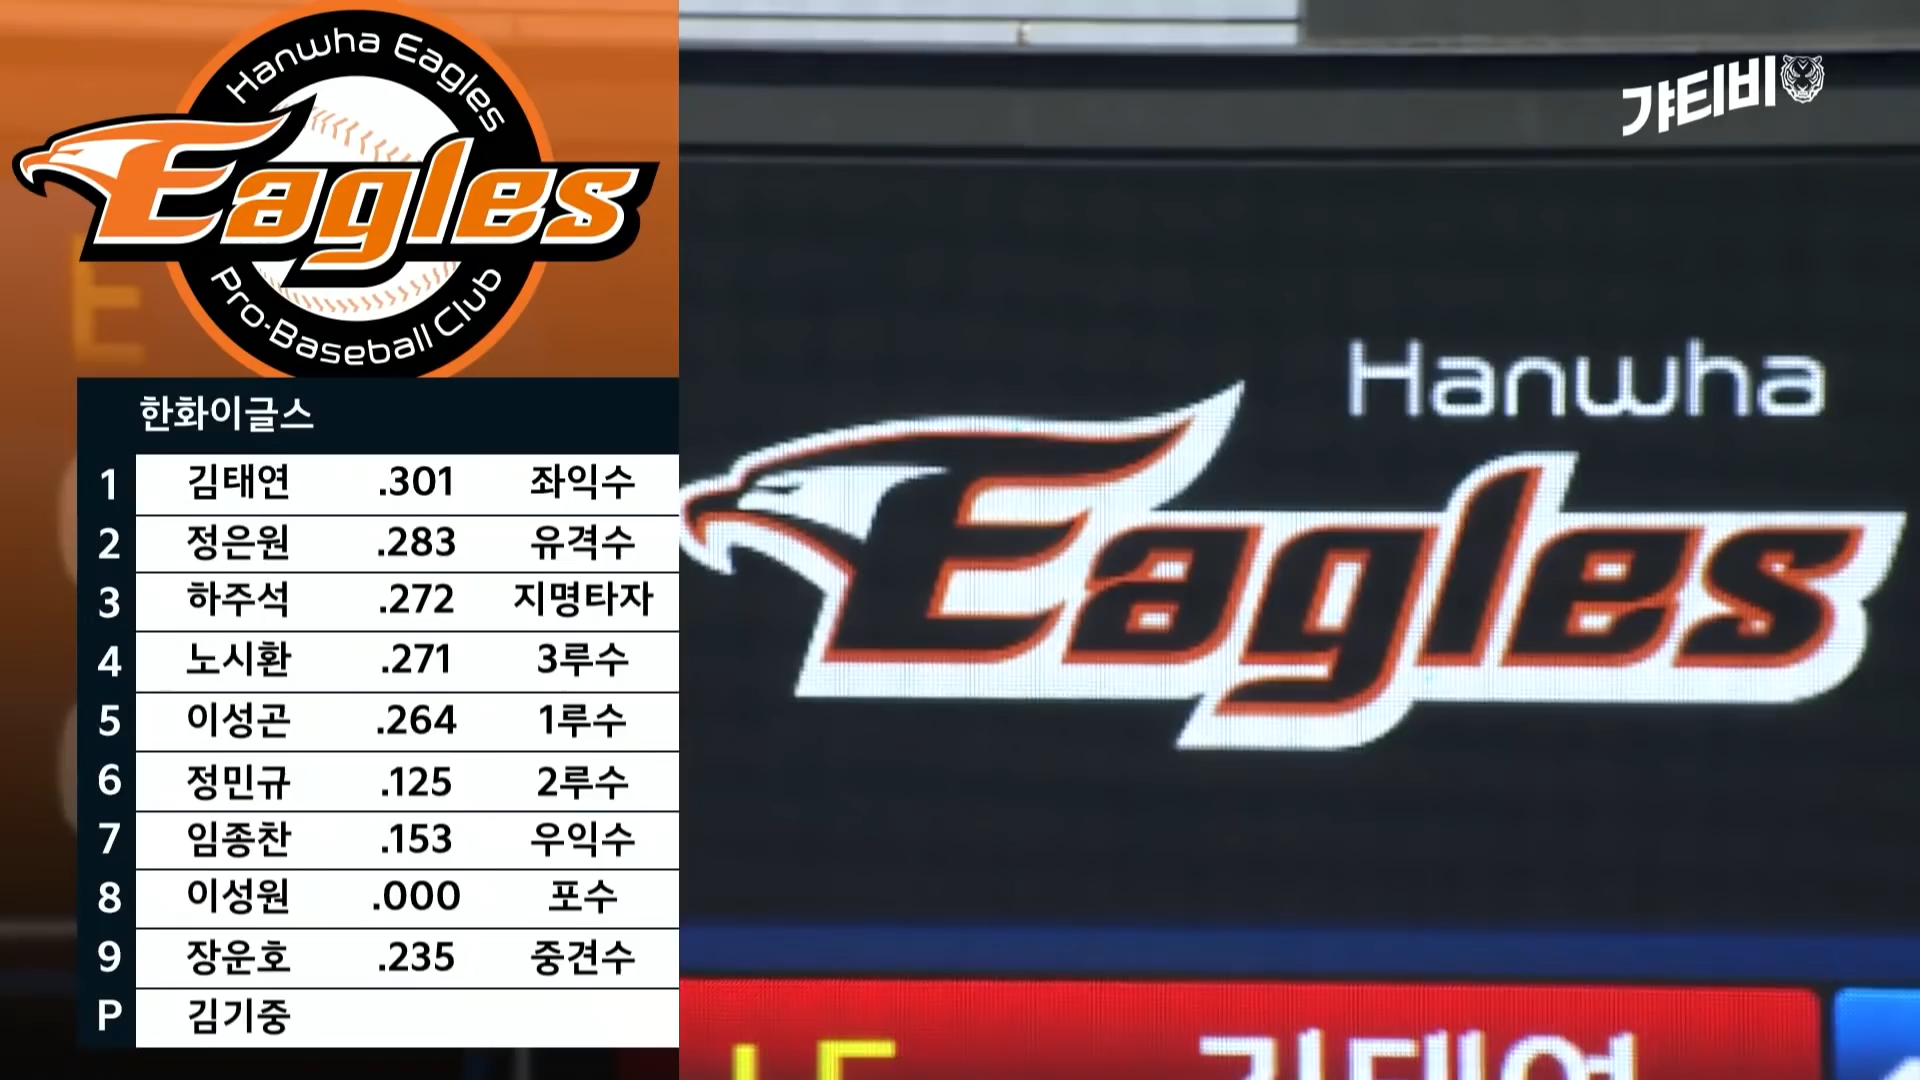 Hanwha Eagles
Eagles
Pro-Baseball Club
한화이글스
1 김태연 .301 좌익수
2 정은원 .283 유격수
3 하주석 .272 지명타자
4 노시환 .271 3루수
5 이성곤 .264 1루수
6 정민규 .125 2루수
7 임종찬 .153 우익수
8 이성원 .000 포수
9 장운호 .235 중견수
P 김기중
갸티비
Hanwha
Eagles
LF 김태연